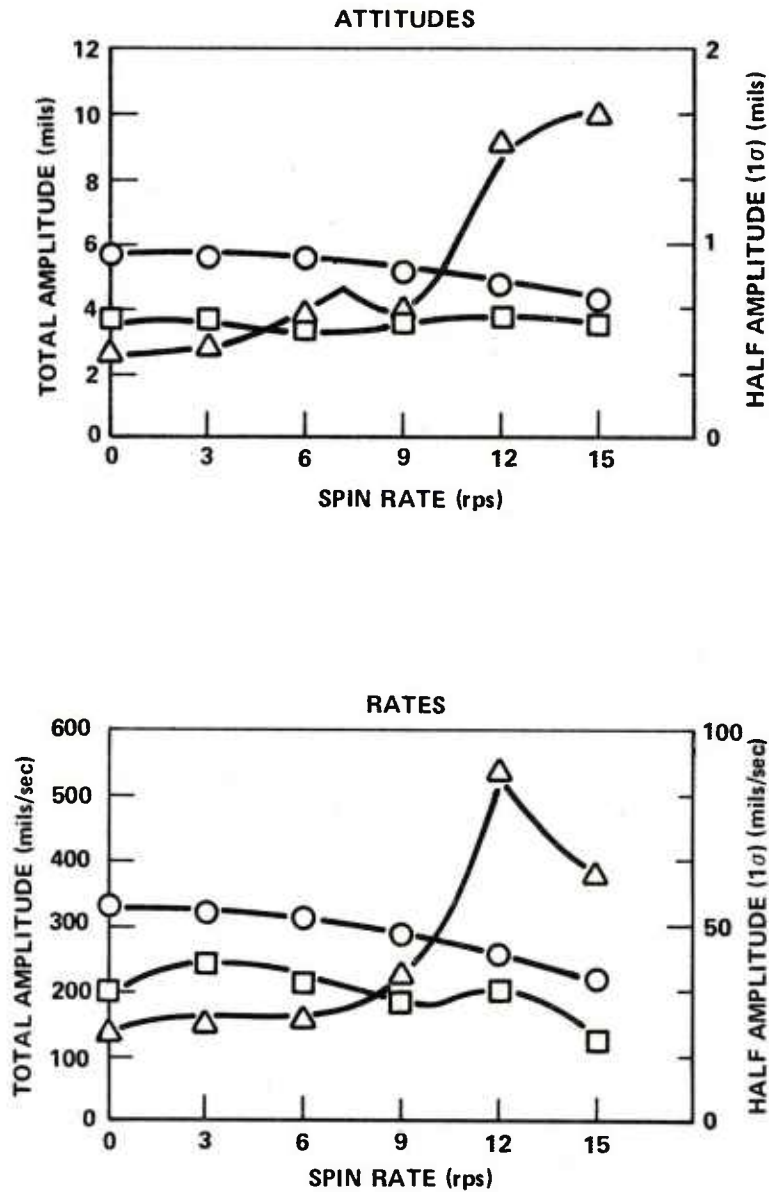 ATTITUDES
12
10
8
6
4
2
0
TOTAL AMPLITUDE (mils)
2
1
0
HALF AMPLITUDE (1σ) (mils)
0 3 6 9 12 15
SPIN RATE (rps)
RATES
600
500
400
300
200
100
0
TOTAL AMPLITUDE (mils/sec)
100
50
0
HALF AMPLITUDE (1σ) (mils/sec)
0 3 6 9 12 15
SPIN RATE (rps)